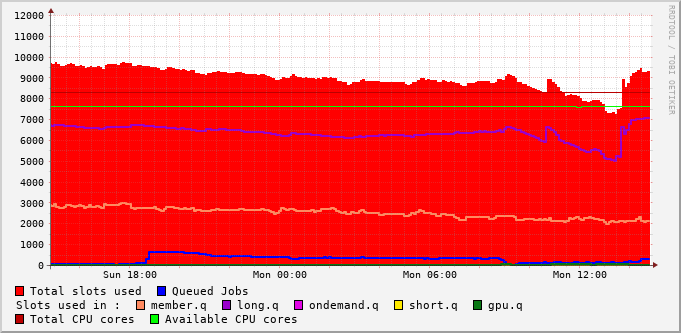 12000
11000
10000
9000
8000
7000
6000
5000
4000
3000
2000
1000
0
Sun 18:00 Mon 00:00 Mon 06:00 Mon 12:00
Total slots used Queued Jobs
Slots used in : member.q long.q ondemand.q short.q gpu.q
Total CPU cores Available CPU cores
RRDTOOL / TOBI OETIKER